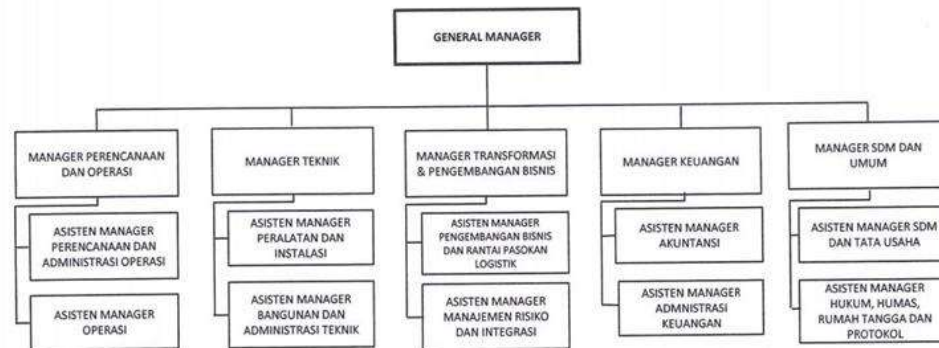 GENERAL MANAGER
MANAGER PERENCANAAN
DAN OPERASI
MANAGER TEKNIK
MANAGER TRANSFORMASI
& PENGEMBANGAN BISNIS
MANAGER KEUANGAN
MANAGER SDM DAN
UMUM
ASISTEN MANAGER
PERENCANAAN DAN
ADMINISTRASI OPERASI
ASISTEN MANAGER
PERALATAN DAN
INSTALASI
ASISTEN MANAGER
PENGEMBANGAN BISNIS
DAN RANTAI PASOKAN
LOGISTIK
ASISTEN MANAGER
AKUNTANSI
ASISTEN MANAGER SDM
DAN TATA USAHA
ASISTEN MANAGER
OPERASI
ASISTEN MANAGER
BANGUNAN DAN
ADMINISTRASI TEKNIK
ASISTEN MANAGER
MANAJEMEN RISIKO
DAN INTEGRASI
ASISTEN MANAGER
ADMNISTRASI
KEUANGAN
ASISTEN MANAGER
HUKUM, HUMAS,
RUMAH TANGGA DAN
PROTOKOL